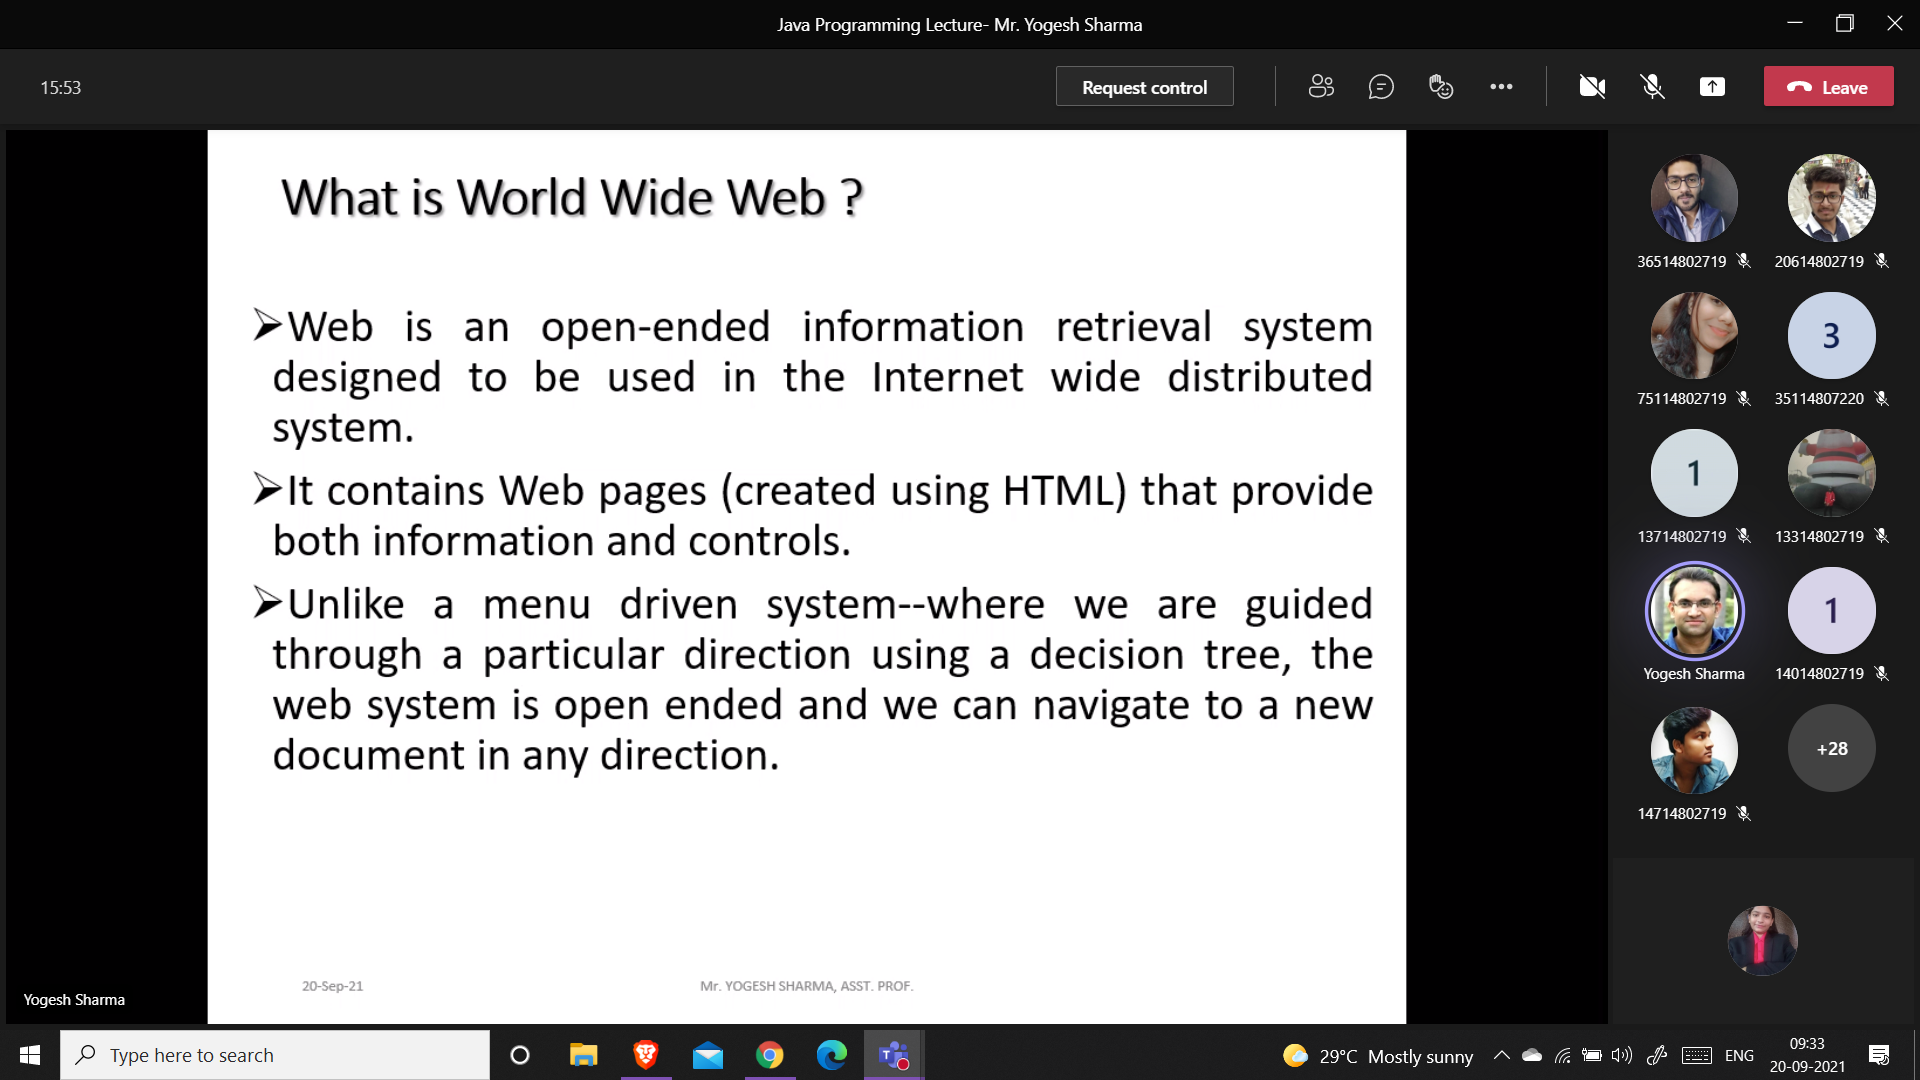 Java Programming Lecture- Mr. Yogesh Sharma
15:53
Request control
Leave
What is World Wide Web ?
➢Web is an open-ended information retrieval system
designed to be used in the Internet wide distributed
system.
➢It contains Web pages (created using HTML) that provide
both information and controls.
➢Unlike a menu driven system--where we are guided
through a particular direction using a decision tree, the
web system is open ended and we can navigate to a new
document in any direction.
20-Sep-21
Mr. YOGESH SHARMA, ASST. PROF.
Yogesh Sharma
36514802719
20614802719
75114802719
3
35114807220
1
13714802719
13314802719
Yogesh Sharma
1
14014802719
14714802719
+28
Type here to search
29°C Mostly sunny
ENG
09:33
20-09-2021